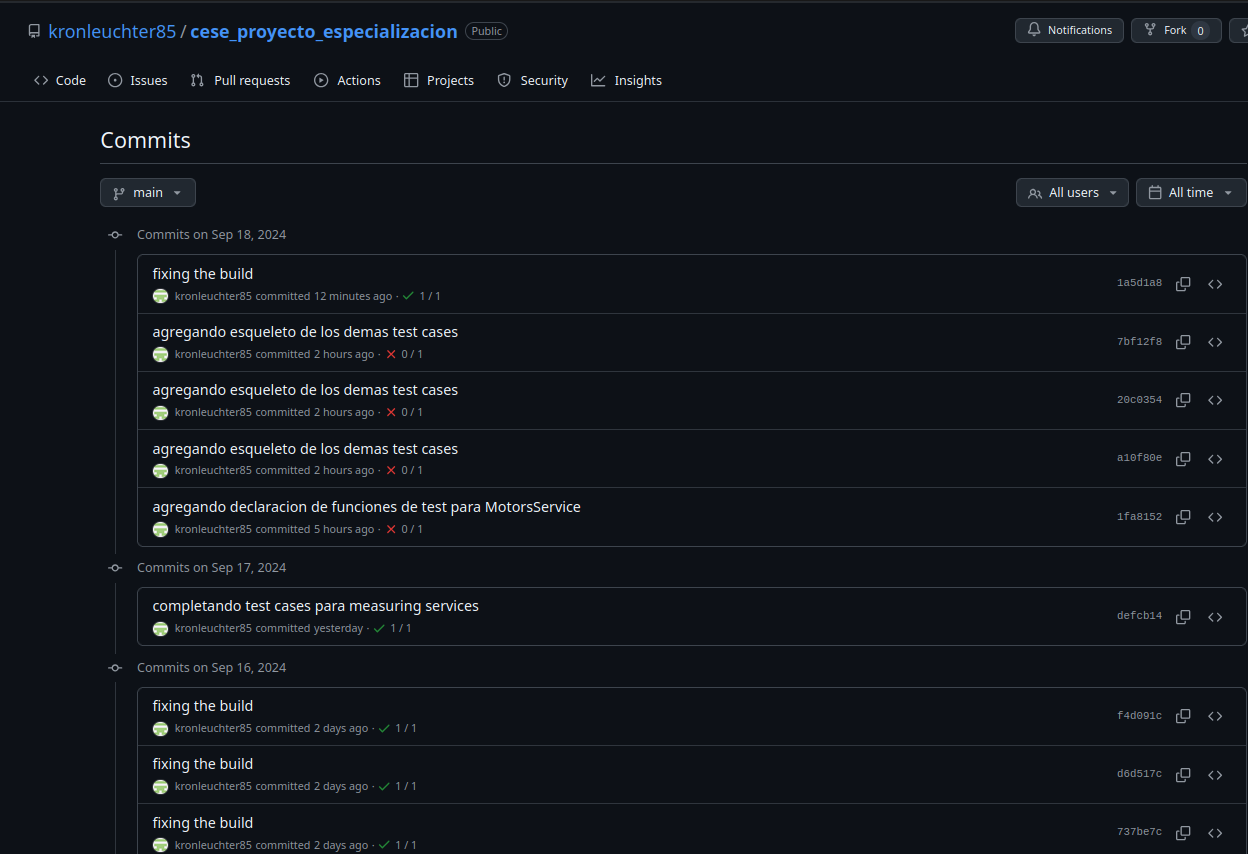 kronleuchter85 / cese_proyecto_especializacion Public
Notifications
Fork 0
Code
Issues
Pull requests
Actions
Projects
Security
Insights
Commits
main
All users
All time
Commits on Sep 18, 2024
fixing the build
kronleuchter85 committed 12 minutes ago · 1 / 1
1a5d1a8
agregando esqueleto de los demas test cases
kronleuchter85 committed 2 hours ago · 0 / 1
7bf12f8
agregando esqueleto de los demas test cases
kronleuchter85 committed 2 hours ago · 0 / 1
20c0354
agregando esqueleto de los demas test cases
kronleuchter85 committed 2 hours ago · 0 / 1
a10f80e
agregando declaracion de funciones de test para MotorsService
kronleuchter85 committed 5 hours ago · 0 / 1
1fa8152
Commits on Sep 17, 2024
completando test cases para measuring services
kronleuchter85 committed yesterday · 1 / 1
defcb14
Commits on Sep 16, 2024
fixing the build
kronleuchter85 committed 2 days ago · 1 / 1
f4d091c
fixing the build
kronleuchter85 committed 2 days ago · 1 / 1
d6d517c
fixing the build
kronleuchter85 committed 2 days ago · 1 / 1
737be7c